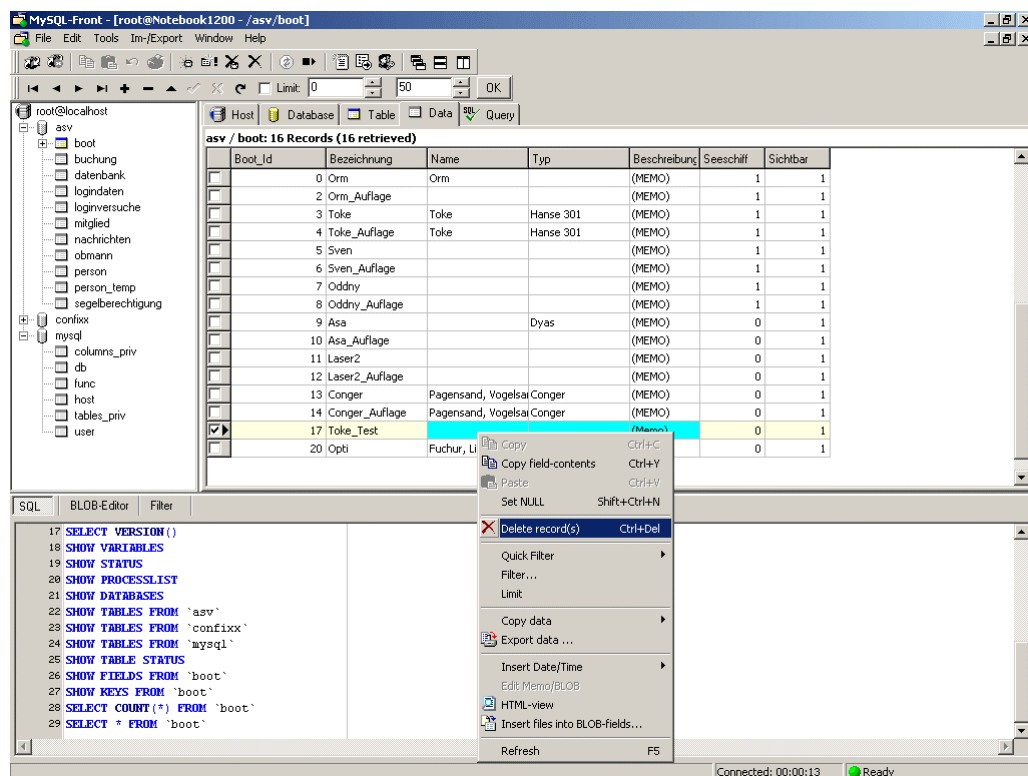 MySQL-Front - [root@Notebook1200 - /asv/boot]
File Edit Tools Im-/Export Window Help
Limit: 0 50 OK
root@localhost
asv
boot
buchung
datenbank
logindaten
loginversuche
mitglied
nachrichten
obmann
person
person_temp
segelberechtigung
confixx
mysql
columns_priv
db
func
host
tables_priv
user
Host Database Table Data SQL Query
asv / boot: 16 Records (16 retrieved)
Boot_Id Bezeichnung Name Typ Beschreibung Seeschiff Sichtbar
0 Orm Orm (MEMO) 1 1
2 Orm_Auflage (MEMO) 1 1
3 Toke Toke Hanse 301 (MEMO) 1 1
4 Toke_Auflage Toke Hanse 301 (MEMO) 1 1
5 Sven (MEMO) 1 1
6 Sven_Auflage (MEMO) 1 1
7 Oddny (MEMO) 1 1
8 Oddny_Auflage (MEMO) 1 1
9 Asa Dyas (MEMO) 0 1
10 Asa_Auflage (MEMO) 0 1
11 Laser2 (MEMO) 0 1
12 Laser2_Auflage (MEMO) 0 1
13 Conger Pagensand, Vogelsa Conger (MEMO) 0 1
14 Conger_Auflage Pagensand, Vogelsa Conger (MEMO) 0 1
17 Toke_Test (Memo) 0 1
20 Opti Fuchur, Li 0 1
Copy Ctrl+C
Copy field-contents Ctrl+Y
Paste Ctrl+V
Set NULL Shift+Ctrl+N
Delete record(s) Ctrl+Del
Quick Filter
Filter...
Limit
Copy data
Export data ...
Insert Date/Time
Edit Memo/BLOB
HTML-view
Insert files into BLOB-fields...
Refresh F5
SQL BLOB-Editor Filter
17 SELECT VERSION()
18 SHOW VARIABLES
19 SHOW STATUS
20 SHOW PROCESSLIST
21 SHOW DATABASES
22 SHOW TABLES FROM `asv`
23 SHOW TABLES FROM `confixx`
24 SHOW TABLES FROM `mysql`
25 SHOW TABLE STATUS
26 SHOW FIELDS FROM `boot`
27 SHOW KEYS FROM `boot`
28 SELECT COUNT(*) FROM `boot`
29 SELECT * FROM `boot`
Connected: 00:00:13 Ready